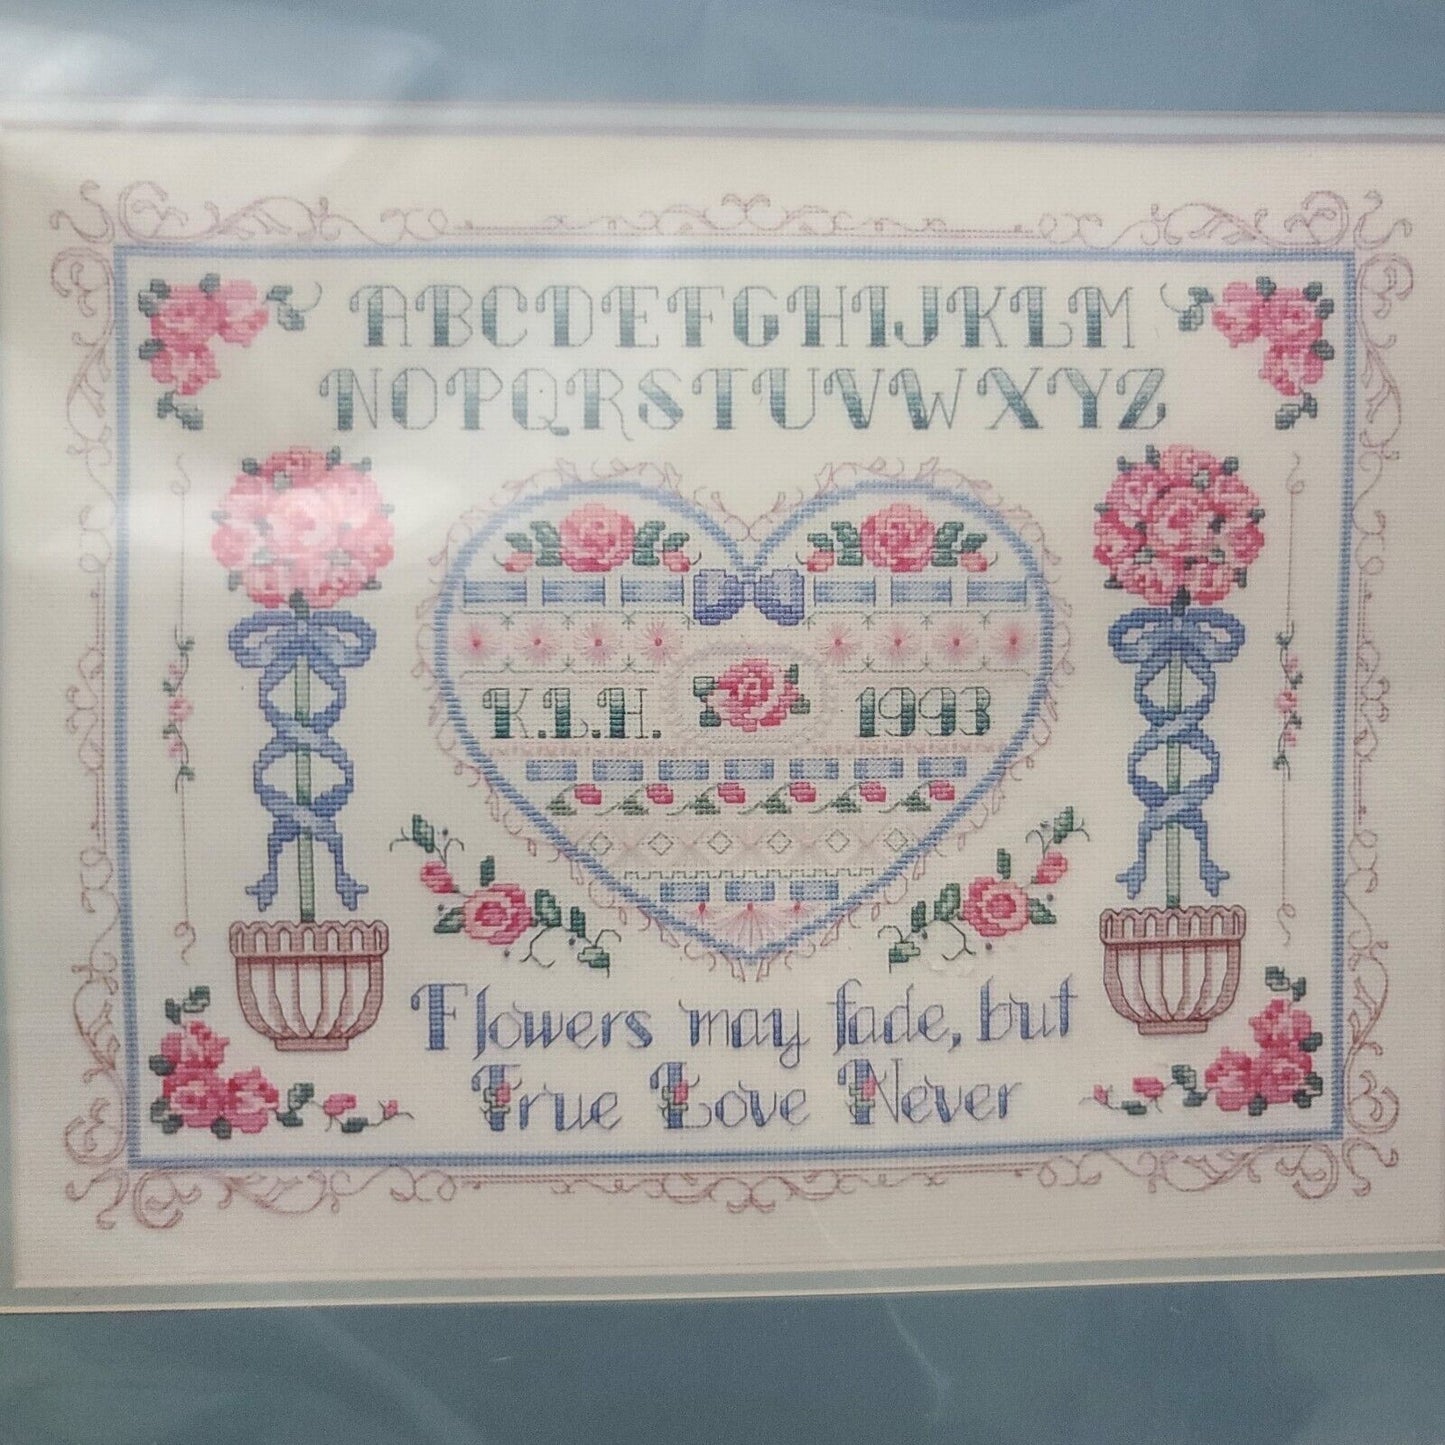 ABCDEFGHIJKLM
NOPQRSTUVWXYZ
K.L.H. 1993
Flowers may fade, but
True Love Never